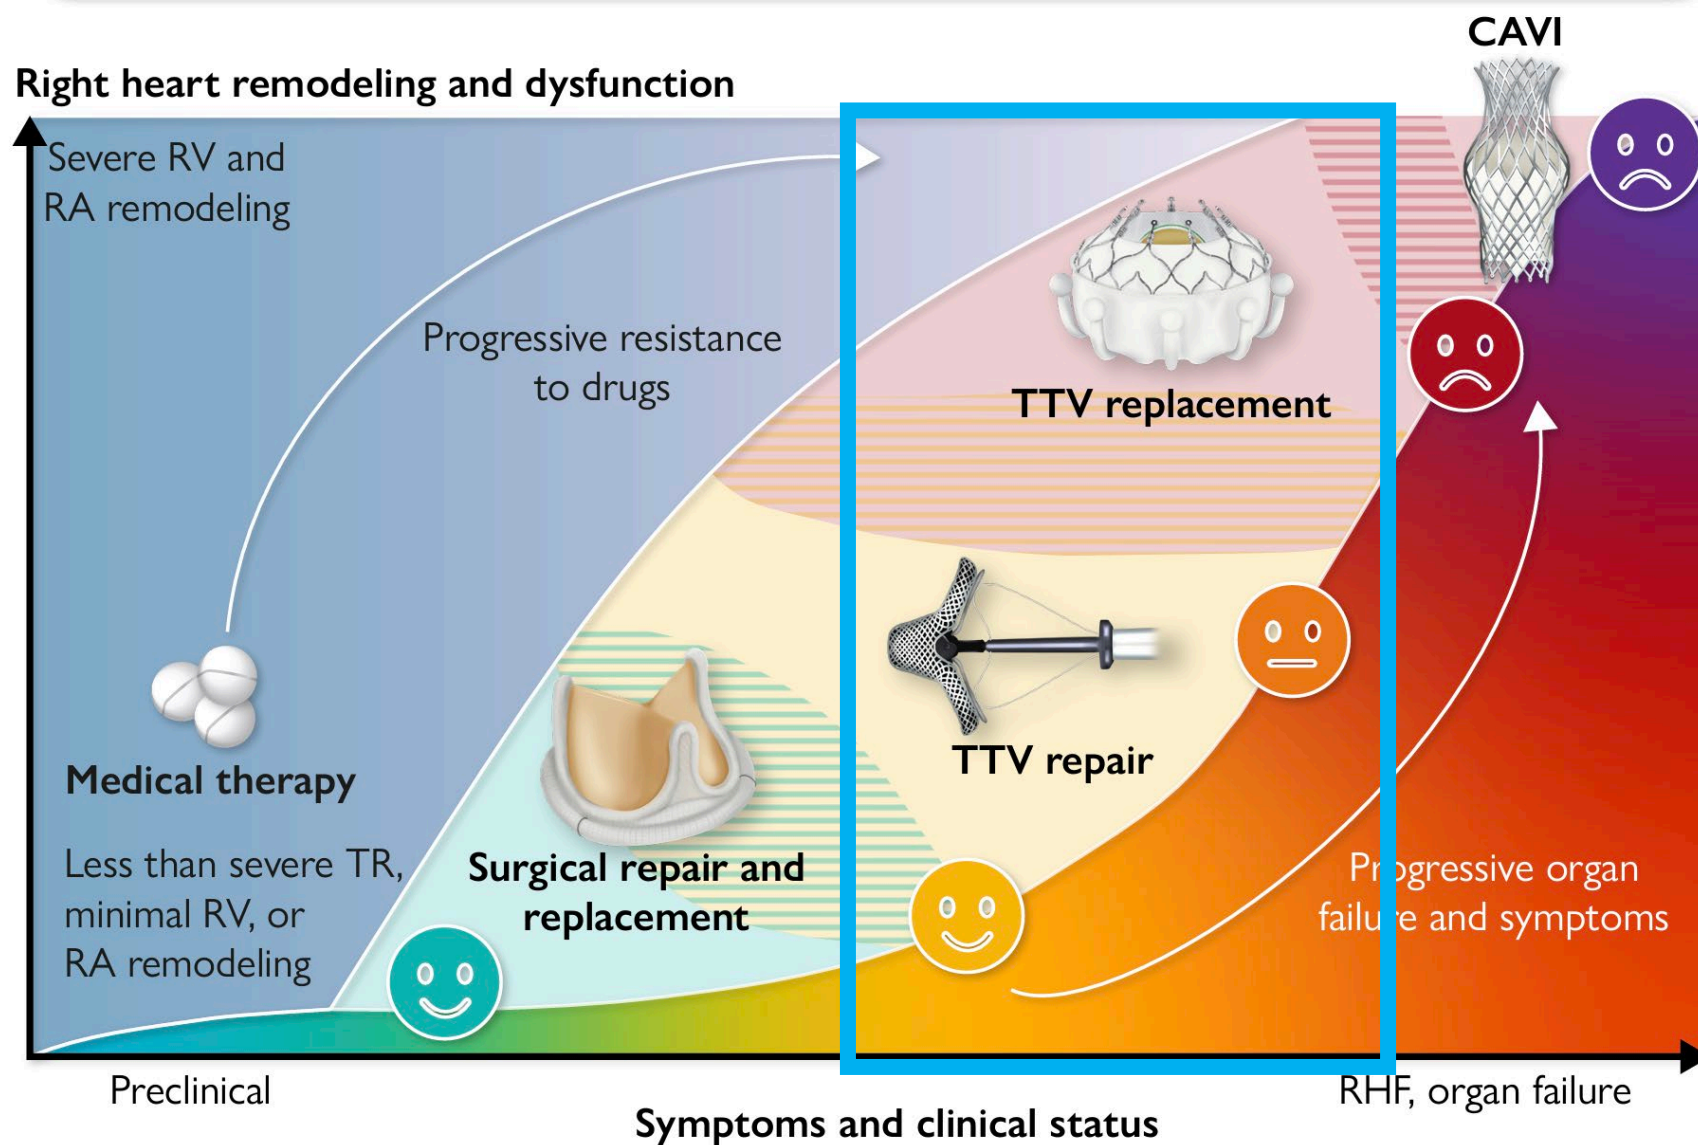 CAVI
Right heart remodeling and dysfunction
Severe RV and
RA remodeling
Progressive resistance
to drugs
TTV replacement
TTV repair
Medical therapy
Less than severe TR,
minimal RV, or
RA remodeling
Surgical repair and
replacement
Progressive organ
failure and symptoms
Preclinical
RHF, organ failure
Symptoms and clinical status